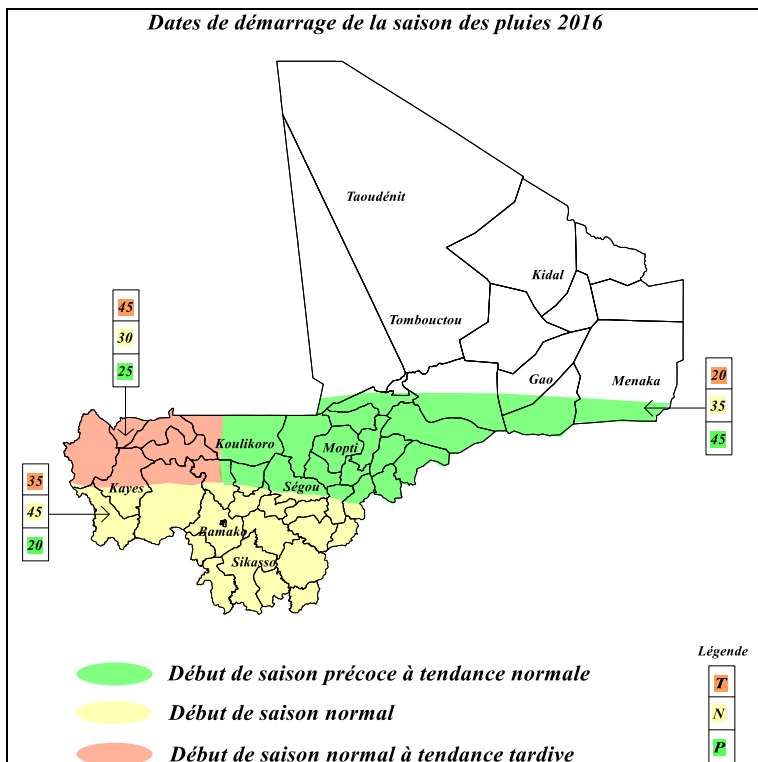 Dates de démarrage de la saison des pluies 2016
Taoudénit
Kidal
Tombouctou
Gao
Menaka
45
30
25
20
35
45
Koulikoro
Mopti
Kayes
Ségou
35
45
20
Bamako
Sikasso
Légende
Début de saison précoce à tendance normale
T
Début de saison normal
N
Début de saison normal à tendance tardive
P